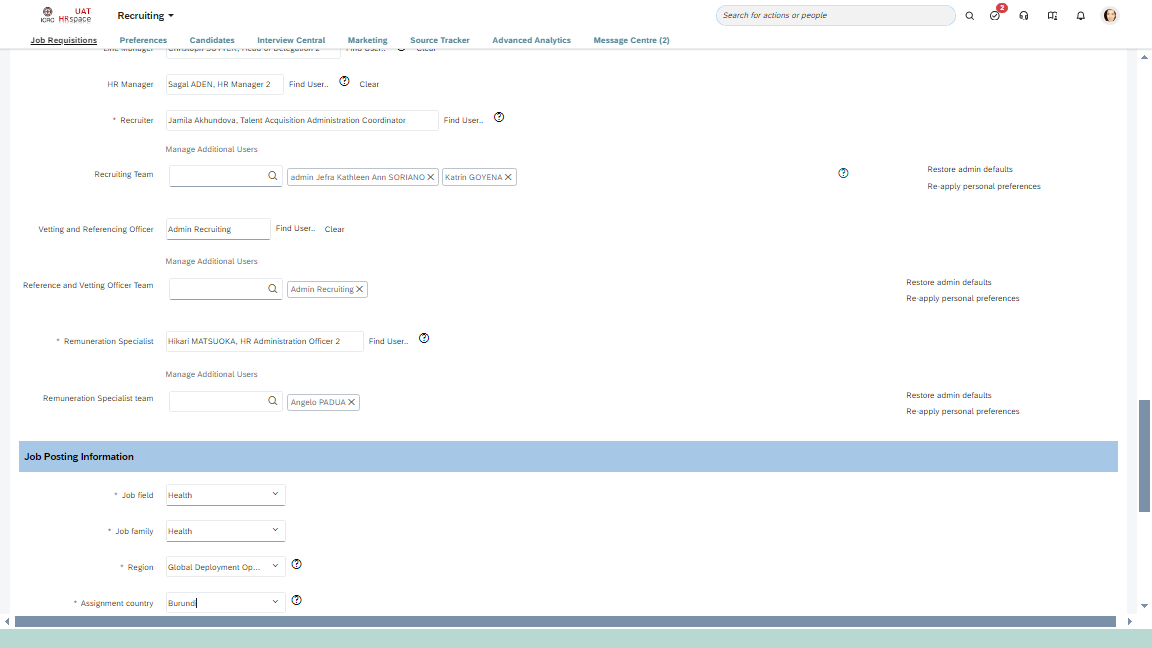 ICRC UAT HRspace
Recruiting
Search for actions or people
2
Job Requisitions Preferences Candidates Interview Central Marketing Source Tracker Advanced Analytics Message Centre (2)
Line Manager Christoph SUTTER, Head of Delegation 2 Find User.. Clear
HR Manager Sagal ADEN, HR Manager 2 Find User.. Clear
* Recruiter Jamila Akhundova, Talent Acquisition Administration Coordinator Find User..
Manage Additional Users
Recruiting Team admin Jefra Kathleen Ann SORIANO Katrin GOYENA Restore admin defaults
Re-apply personal preferences
Vetting and Referencing Officer Admin Recruiting Find User.. Clear
Manage Additional Users
Reference and Vetting Officer Team Admin Recruiting Restore admin defaults
Re-apply personal preferences
* Remuneration Specialist Hikari MATSUOKA, HR Administration Officer 2 Find User..
Manage Additional Users
Remuneration Specialist team Angelo PADUA Restore admin defaults
Re-apply personal preferences
Job Posting Information
* Job field Health
* Job family Health
* Region Global Deployment Op...
* Assignment country Burundi